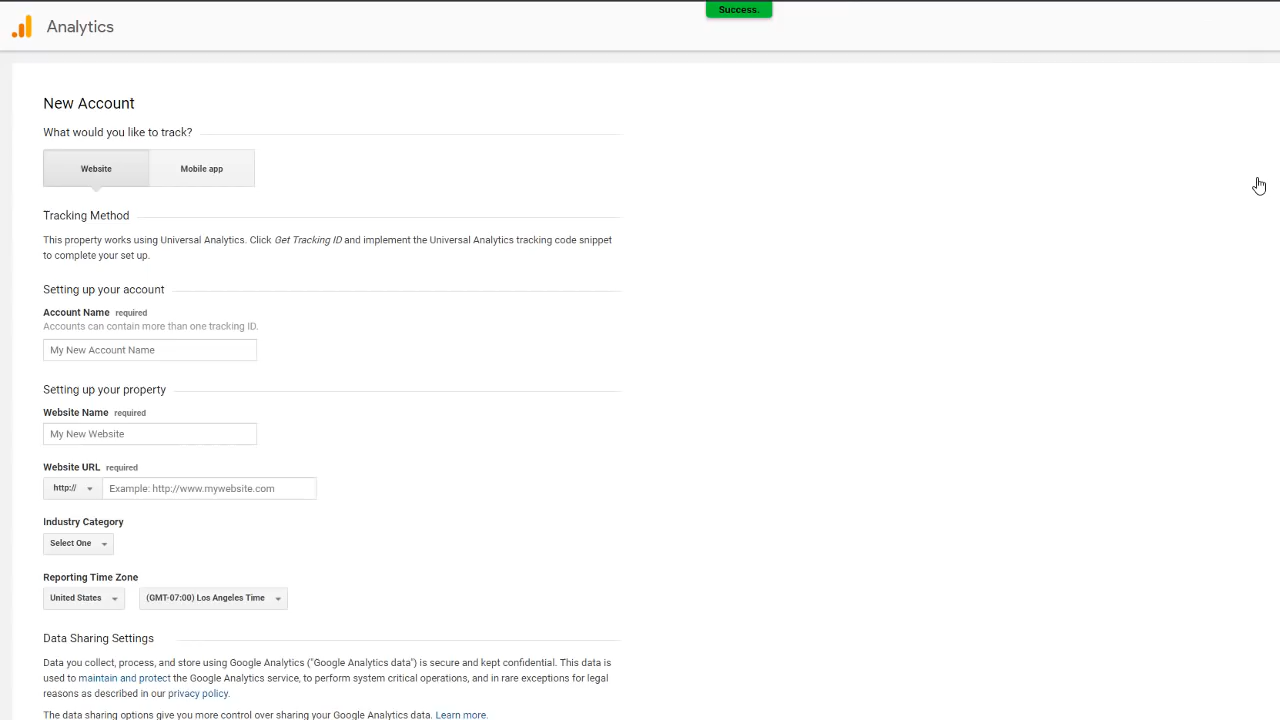 Success.
Analytics
New Account
What would you like to track?
Website
Mobile app
Tracking Method
This property works using Universal Analytics. Click Get Tracking ID and implement the Universal Analytics tracking code snippet
to complete your set up.
Setting up your account
Account Name required
Accounts can contain more than one tracking ID.
My New Account Name
Setting up your property
Website Name required
My New Website
Website URL required
http:// Example: http://www.mywebsite.com
Industry Category
Select One
Reporting Time Zone
United States (GMT-07:00) Los Angeles Time
Data Sharing Settings
Data you collect, process, and store using Google Analytics ("Google Analytics data") is secure and kept confidential. This data is
used to maintain and protect the Google Analytics service, to perform system critical operations, and in rare exceptions for legal
reasons as described in our privacy policy.
The data sharing options give you more control over sharing your Google Analytics data. Learn more.